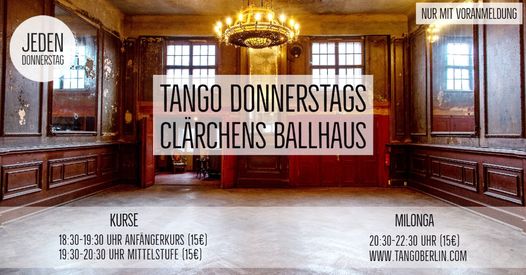 NUR MIT VORANMELDUNG
JEDEN
DONNERSTAG
TANGO DONNERSTAGS
CLÄRCHENS BALLHAUS
KURSE
18:30-19:30 UHR ANFÄNGERKURS (15€)
19:30-20:30 UHR MITTELSTUFE (15€)
MILONGA
20:30-22:30 UHR (15€)
WWW.TANGOBERLIN.COM